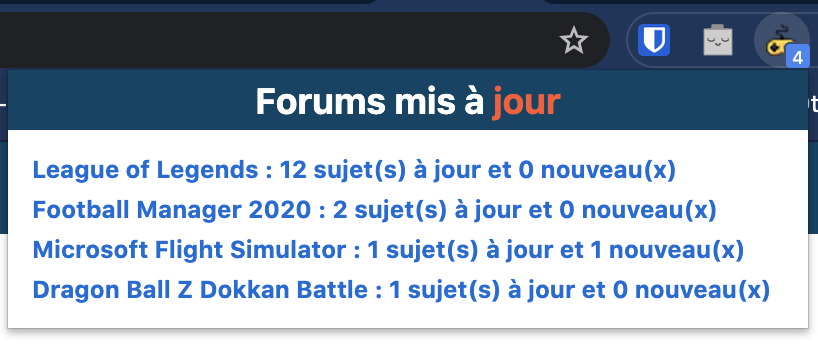 4
Forums mis à jour
League of Legends : 12 sujet(s) à jour et 0 nouveau(x)
Football Manager 2020 : 2 sujet(s) à jour et 0 nouveau(x)
Microsoft Flight Simulator : 1 sujet(s) à jour et 1 nouveau(x)
Dragon Ball Z Dokkan Battle : 1 sujet(s) à jour et 0 nouveau(x)